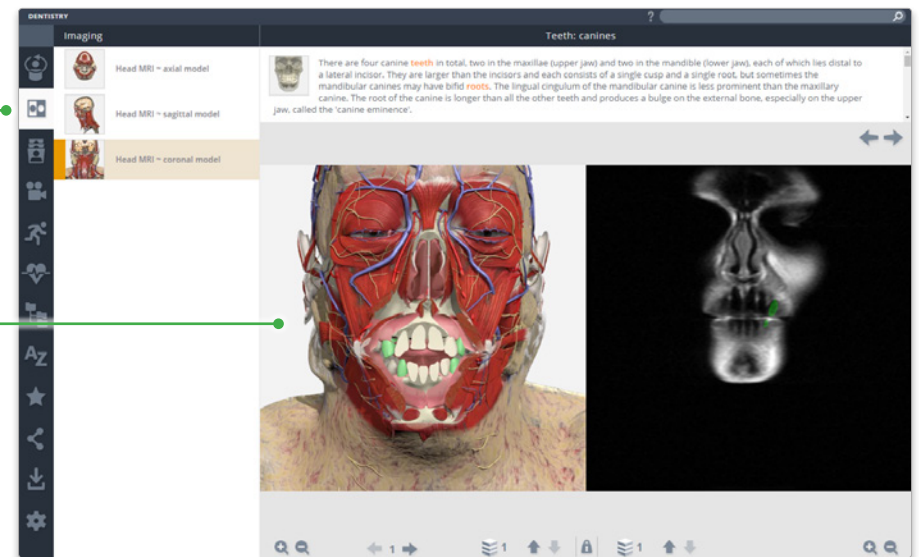 DENTISTRY
?
Imaging
Teeth: canines
Head MRI ~ axial model
Head MRI ~ sagittal model
Head MRI ~ coronal model
There are four canine teeth in total, two in the maxillae (upper jaw) and two in the mandible (lower jaw), each of which lies distal to
a lateral incisor. They are larger than the incisors and each consists of a single cusp and a single root, but sometimes the
mandibular canines may have bifid roots. The lingual cingulum of the mandibular canine is less prominent than the maxillary
canine. The root of the canine is longer than all the other teeth and produces a bulge on the external bone, especially on the upper
jaw, called the 'canine eminence'.
AZ
1
1
1